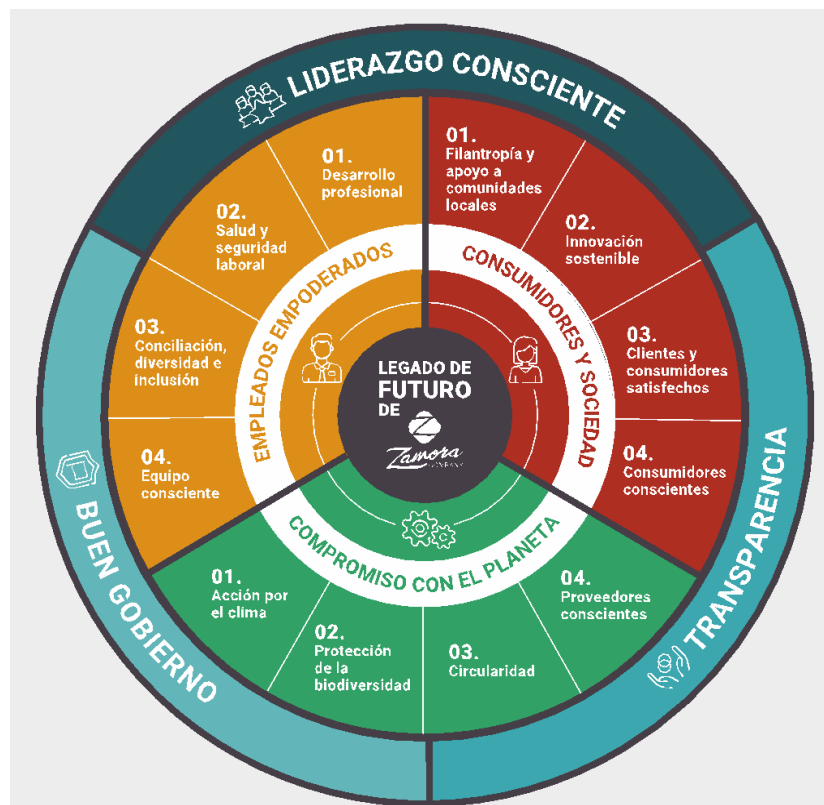 LIDERAZGO CONSCIENTE
01.
Desarrollo
profesional
02.
Salud y
seguridad
laboral
03.
Conciliación,
diversidad e
inclusión
04.
Equipo
consciente
EMPLEADOS EMPODERADOS
01.
Filantropía y
apoyo a
comunidades
locales
02.
Innovación
sostenible
03.
Clientes y
consumidores
satisfechos
04.
Consumidores
conscientes
CONSUMIDORES Y SOCIEDAD
LEGADO DE
FUTURO
DE
Zamora
COMPANY
COMPROMISO CON EL PLANETA
01.
Acción por
el clima
02.
Protección
de la
biodiversidad
03.
Circularidad
04.
Proveedores
conscientes
BUEN GOBIERNO
TRANSPARENCIA